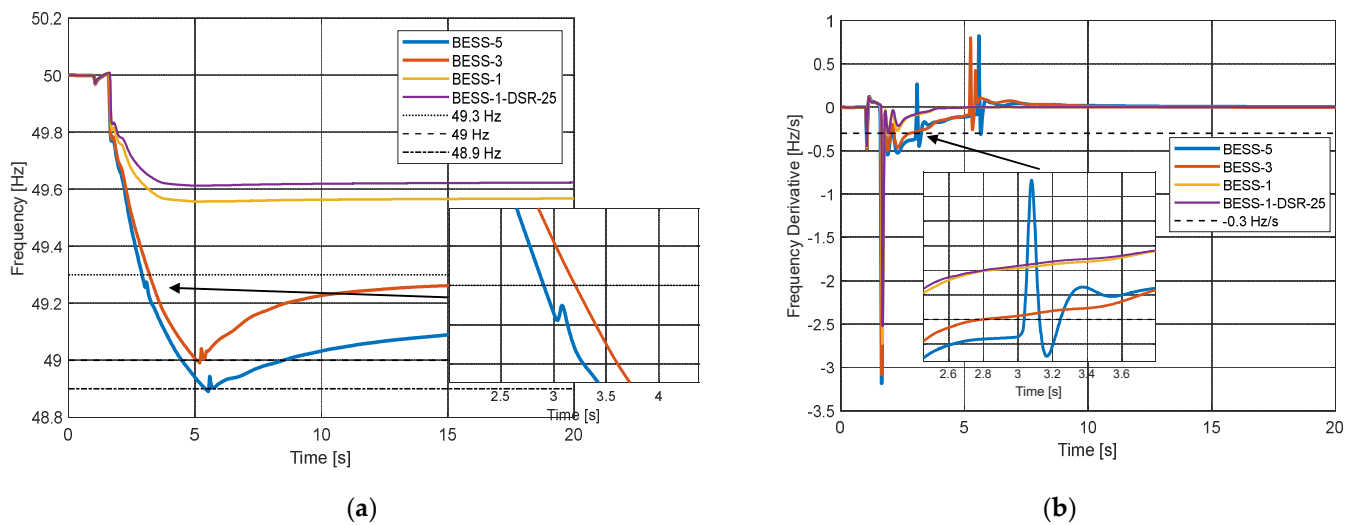 50.2
50
49.8
49.6
49.4
49.2
49
48.8
Frequency [Hz]
0
5
10
15
20
Time [s]
BESS-5
BESS-3
BESS-1
BESS-1-DSR-25
49.3 Hz
49 Hz
48.9 Hz
2.5
3
3.5
4
Time [s]
(a)
1
0.5
0
-0.5
-1
-1.5
-2
-2.5
-3
-3.5
Frequency Derivative [Hz/s]
0
5
10
15
20
Time [s]
BESS-5
BESS-3
BESS-1
BESS-1-DSR-25
-0.3 Hz/s
2.6
2.8
3
3.2
3.4
3.6
Time [s]
(b)